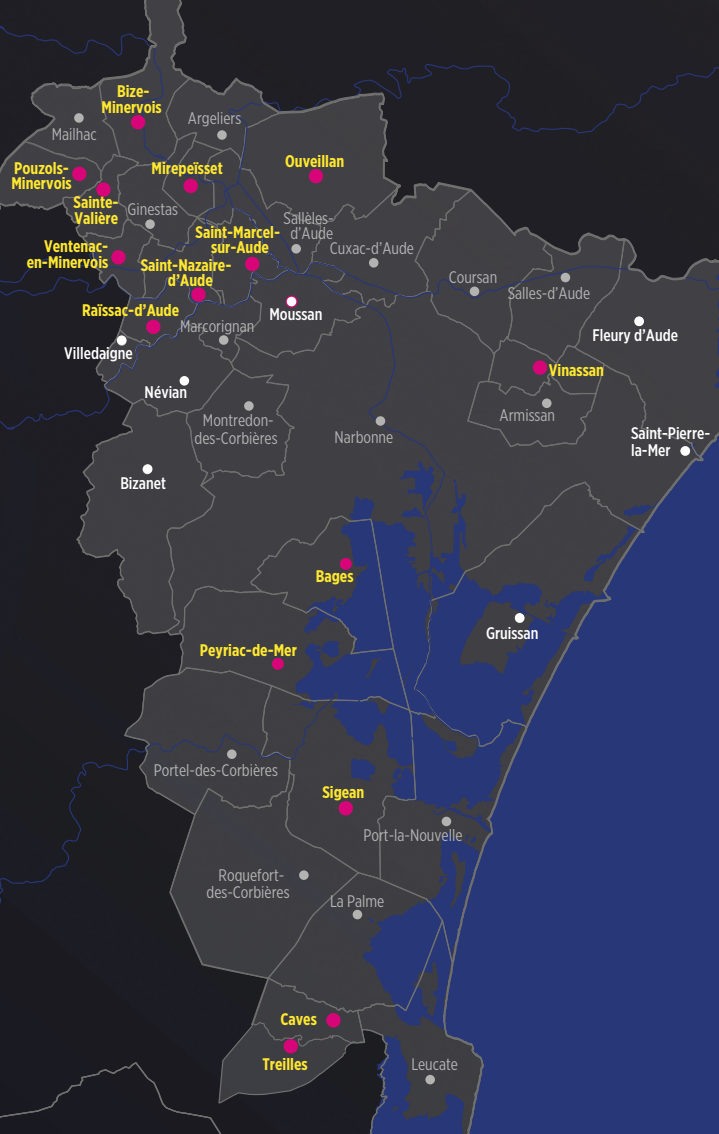 Bize-
Minervois
Mailhac
Argeliers
Ouveillan
Pouzols-
Minervois
Mirepeïsset
Sainte-
Valière
Ginestas
Sallèles-
d'Aude
Saint-Marcel-
sur-Aude
Cuxac-d'Aude
Ventenac-
en-Minervois
Saint-Nazaire-
d'Aude
Coursan
Salles-d'Aude
Raïssac-d'Aude
Moussan
Marcorignan
Fleury d'Aude
Villedaigne
Vinassan
Névian
Armissan
Montredon-
des-Corbières
Narbonne
Saint-Pierre-
la-Mer
Bizanet
Bages
Gruissan
Peyriac-de-Mer
Portel-des-Corbières
Sigean
Port-la-Nouvelle
Roquefort-
des-Corbières
La Palme
Caves
Treilles
Leucate